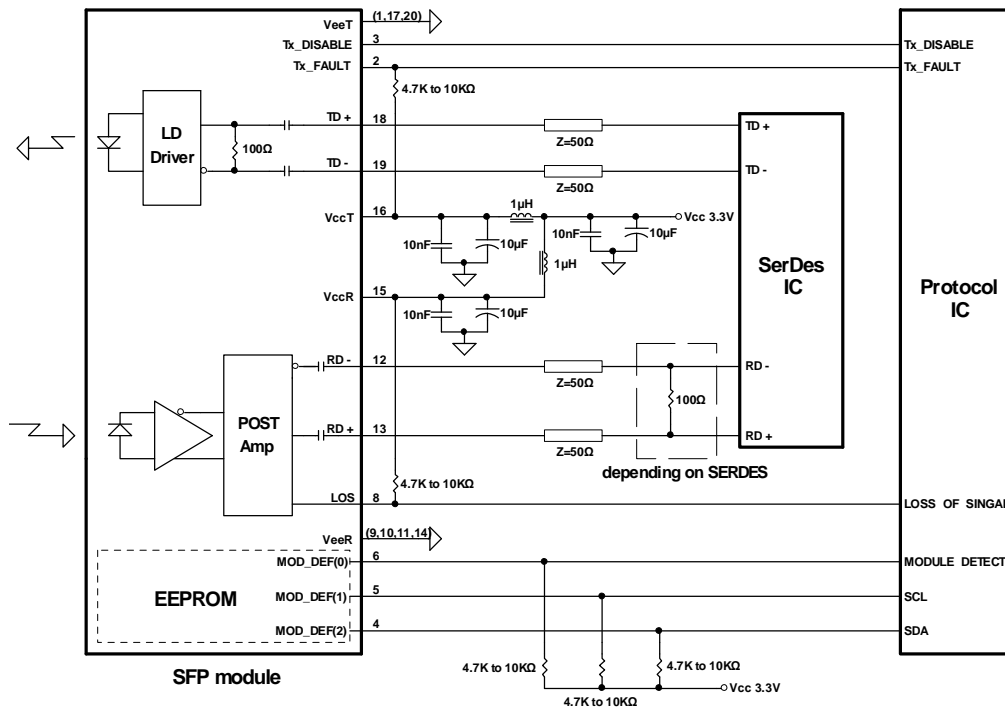 VeeT (1,17,20)
Tx_DISABLE 3 Tx_DISABLE
Tx_FAULT 2 Tx_FAULT
4.7K to 10KΩ
LD
Driver
100Ω
TD + 18 TD +
Z=50Ω
TD - 19 TD -
Z=50Ω
1µH
VccT 16 Vcc 3.3V
10nF 10µF 10nF 10µF
1µH
SerDes
IC
Protocol
IC
VccR 15
10nF 10µF
RD - 12 RD -
Z=50Ω
100Ω
POST
Amp
RD + 13 RD +
Z=50Ω
depending on SERDES
4.7K to 10KΩ
LOS 8 LOSS OF SINGAL
VeeR (9,10,11,14)
MOD_DEF(0) 6 MODULE DETECT
EEPROM
MOD_DEF(1) 5 SCL
MOD_DEF(2) 4 SDA
4.7K to 10KΩ 4.7K to 10KΩ
4.7K to 10KΩ
Vcc 3.3V
SFP module